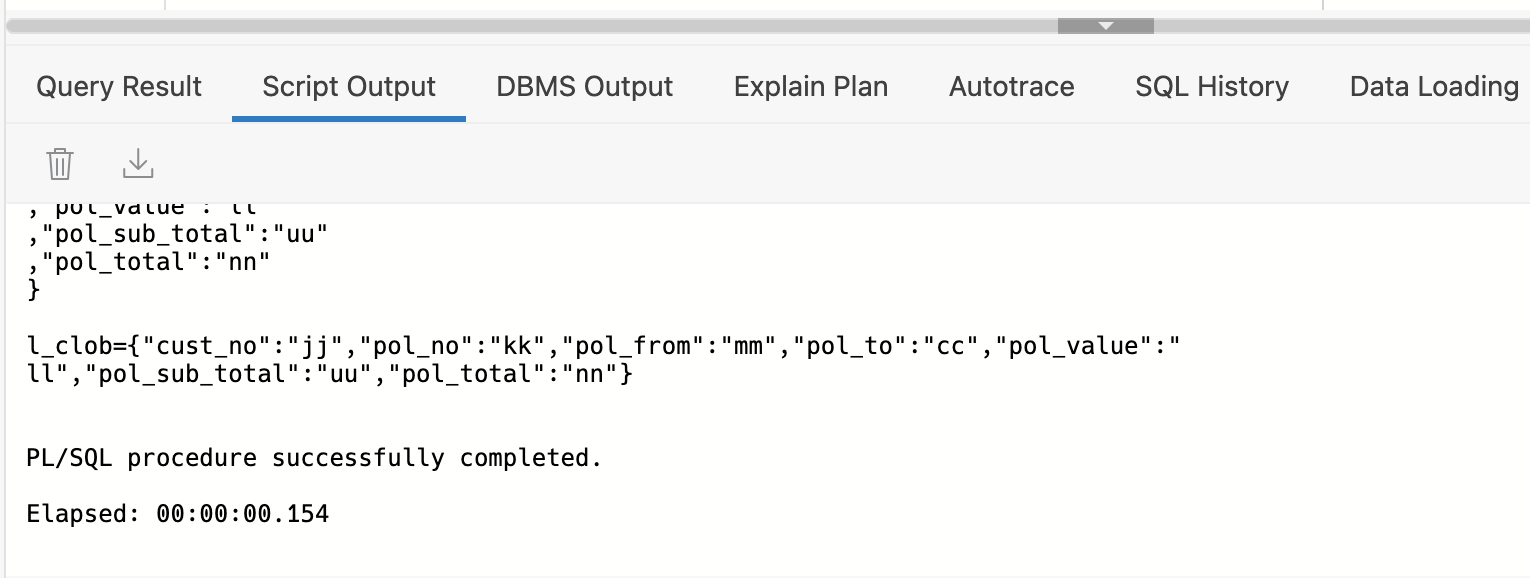 Query Result Script Output DBMS Output Explain Plan Autotrace SQL History Data Loading
, pol_value : ll
,"pol_sub_total":"uu"
,"pol_total":"nn"
}
l_clob={"cust_no":"jj","pol_no":"kk","pol_from":"mm","pol_to":"cc","pol_value":"
ll","pol_sub_total":"uu","pol_total":"nn"}
PL/SQL procedure successfully completed.
Elapsed: 00:00:00.154